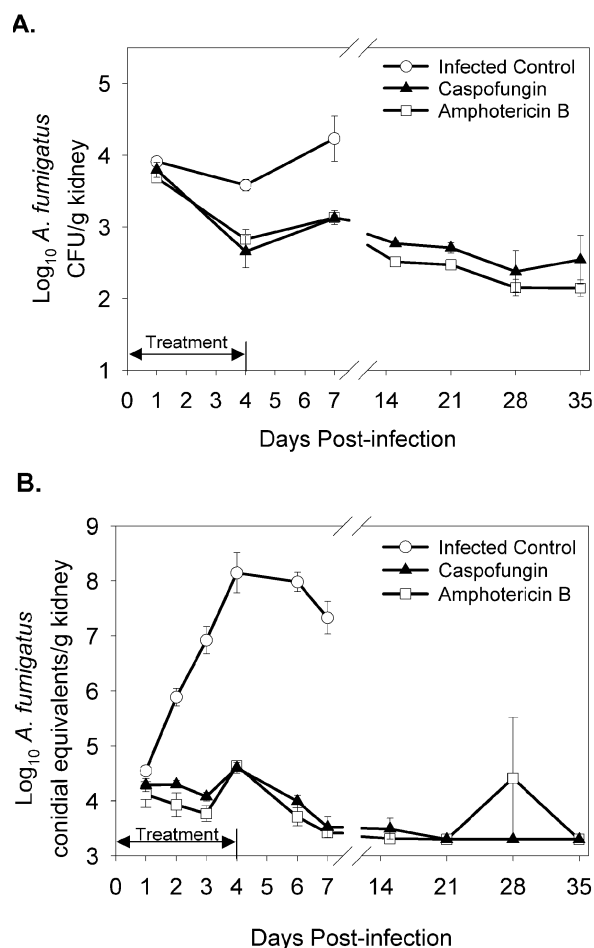 A.
Log10 A. fumigatus
CFU/g kidney
5
4
3
2
1
Infected Control
Caspofungin
Amphotericin B
Treatment
0 1 2 3 4 5 6 7 14 21 28 35
Days Post-infection
B.
Log10 A. fumigatus
conidial equivalents/g kidney
9
8
7
6
5
4
3
Infected Control
Caspofungin
Amphotericin B
Treatment
0 1 2 3 4 5 6 7 14 21 28 35
Days Post-infection